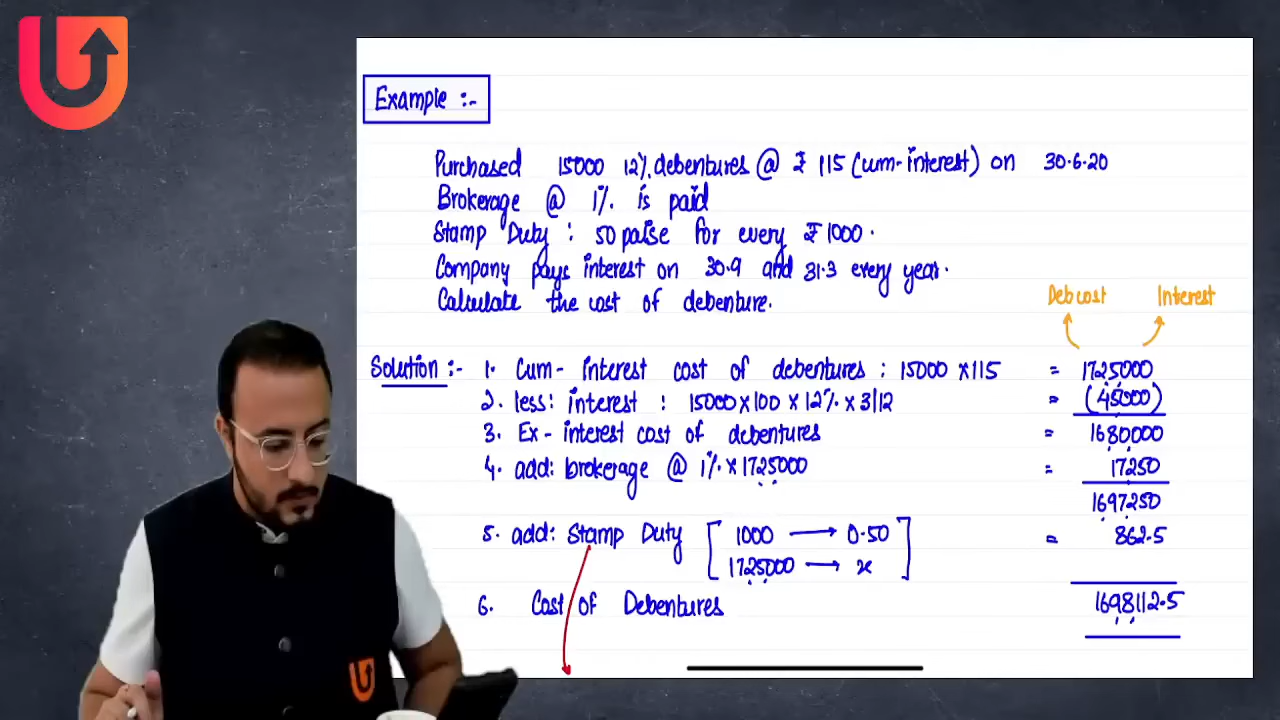 Example :-
Purchased 15000 12% debentures @ ₹ 115 (cum-interest) on 30.6.20
Brokerage @ 1% is paid
Stamp Duty : 50 paise for every ₹ 1000.
Company pays interest on 30.9 and 31.3 every year.
Calculate the cost of debenture.
Deb cost Interest
Solution :- 1. Cum-interest cost of debentures : 15000 x 115 = 1725000
2. less: interest : 15000 x 100 x 12% x 3/12 = (45000)
3. Ex-interest cost of debentures = 1680000
4. add: brokerage @ 1% x 1725000 = 17250
1697250
5. add: Stamp Duty [ 1000 → 0.50 = 862.5
1725000 → x ]
6. Cost of Debentures 1698112.5